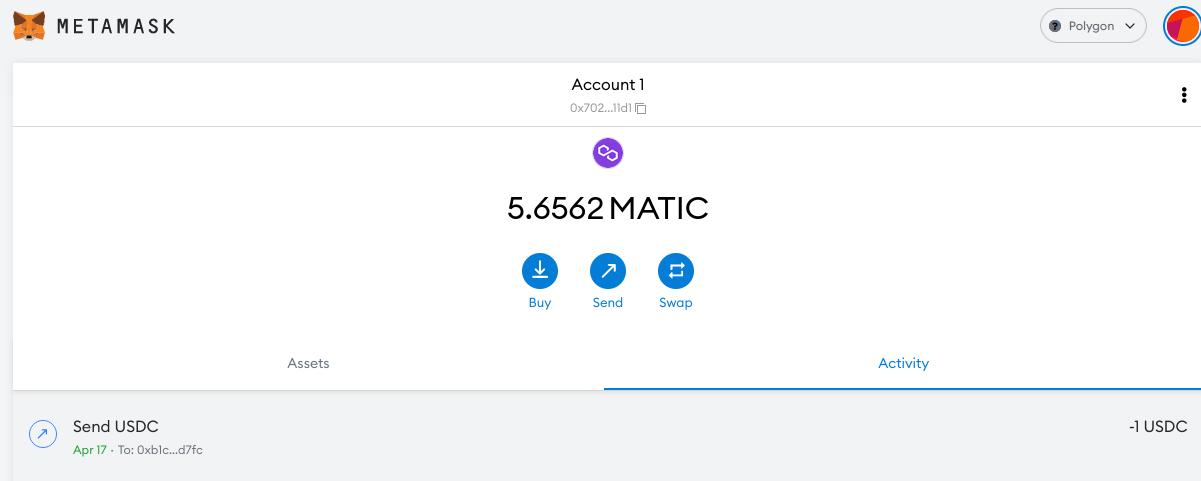 METAMASK
? Polygon
Account 1
0x702...11d1
5.6562 MATIC
Buy Send Swap
Assets Activity
Send USDC -1 USDC
Apr 17 · To: 0xb1c...d7fc